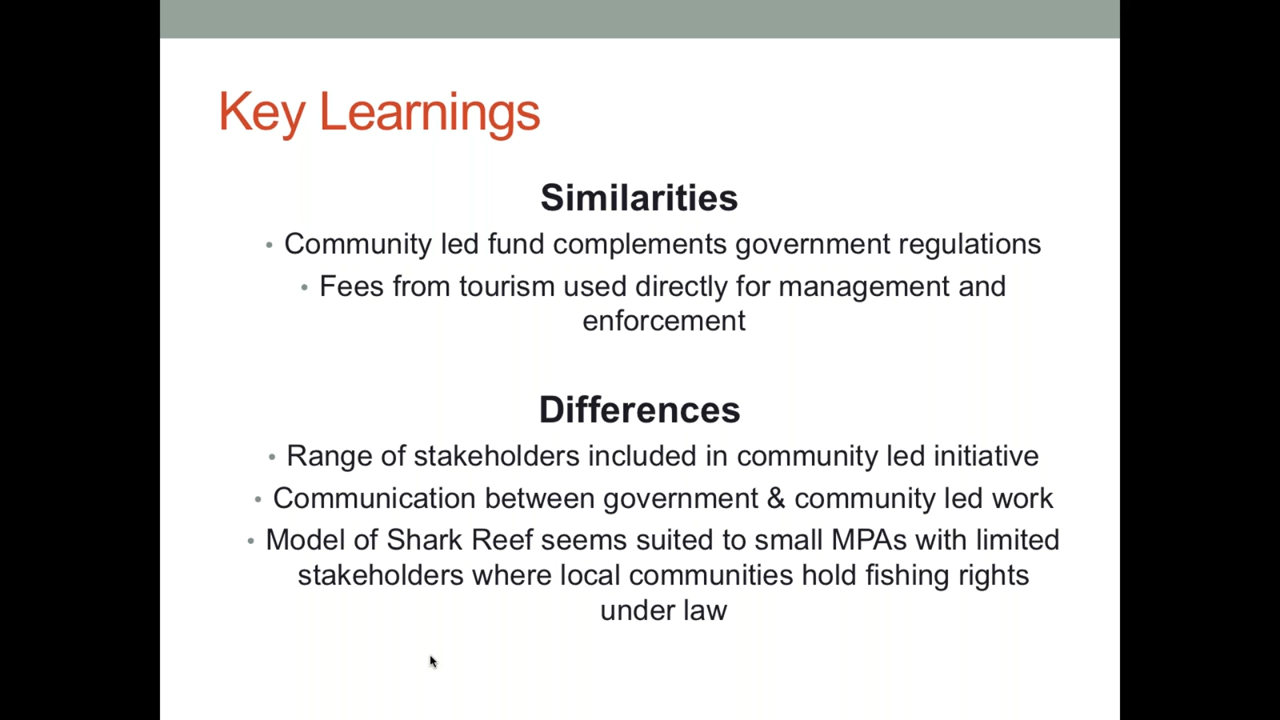 Key Learnings
Similarities
• Community led fund complements government regulations
• Fees from tourism used directly for management and
enforcement
Differences
• Range of stakeholders included in community led initiative
• Communication between government & community led work
• Model of Shark Reef seems suited to small MPAs with limited
stakeholders where local communities hold fishing rights
under law